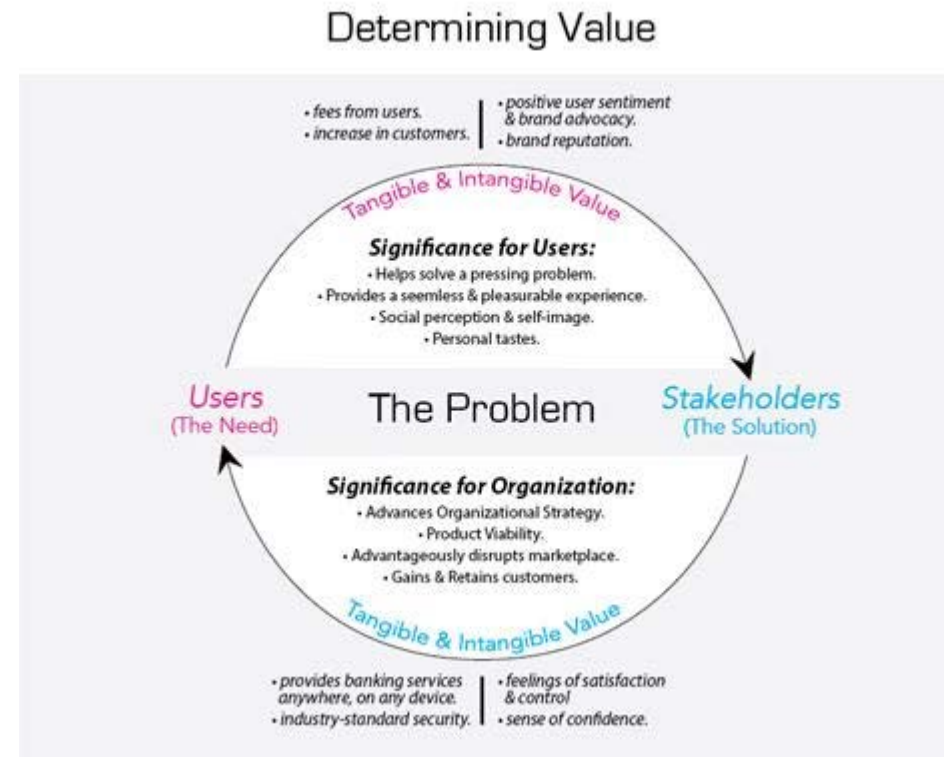 Determining Value
• fees from users.
• increase in customers.
• positive user sentiment
& brand advocacy.
• brand reputation.
Tangible & Intangible Value
Significance for Users:
• Helps solve a pressing problem.
• Provides a seemless & pleasurable experience.
• Social perception & self-image.
• Personal tastes.
Users
(The Need)
The Problem
Stakeholders
(The Solution)
Significance for Organization:
• Advances Organizational Strategy.
• Product Viability.
• Advantageously disrupts marketplace.
• Gains & Retains customers.
Tangible & Intangible Value
• provides banking services
anywhere, on any device.
• industry-standard security.
• feelings of satisfaction
& control
• sense of confidence.